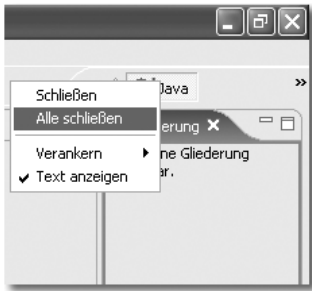 Java
»
Schließen
Alle schließen
erung
Verankern
ne Gliederung
ar.
Text anzeigen